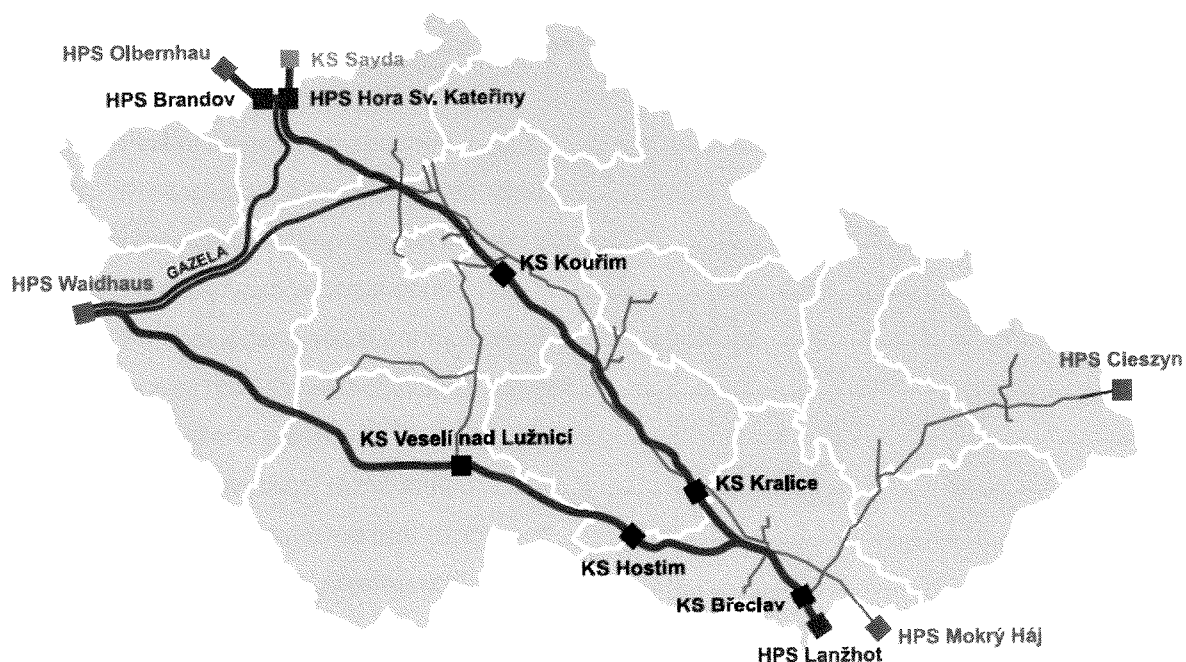 HPS Olbernhau
KS Sayda
HPS Brandov
HPS Hora Sv. Kateřiny
GAZELA
HPS Waidhaus
KS Kouřim
HPS Cieszyn
KS Veselí nad Lužnicí
KS Kralice
KS Hostim
KS Břeclav
HPS Mokrý Háj
HPS Lanžhot